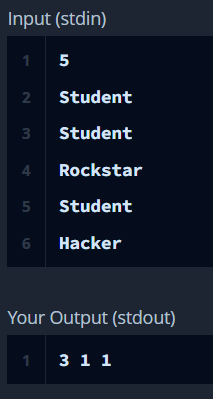 Input (stdin)
1 5
2 Student
3 Student
4 Rockstar
5 Student
6 Hacker
Your Output (stdout)
1 3 1 1